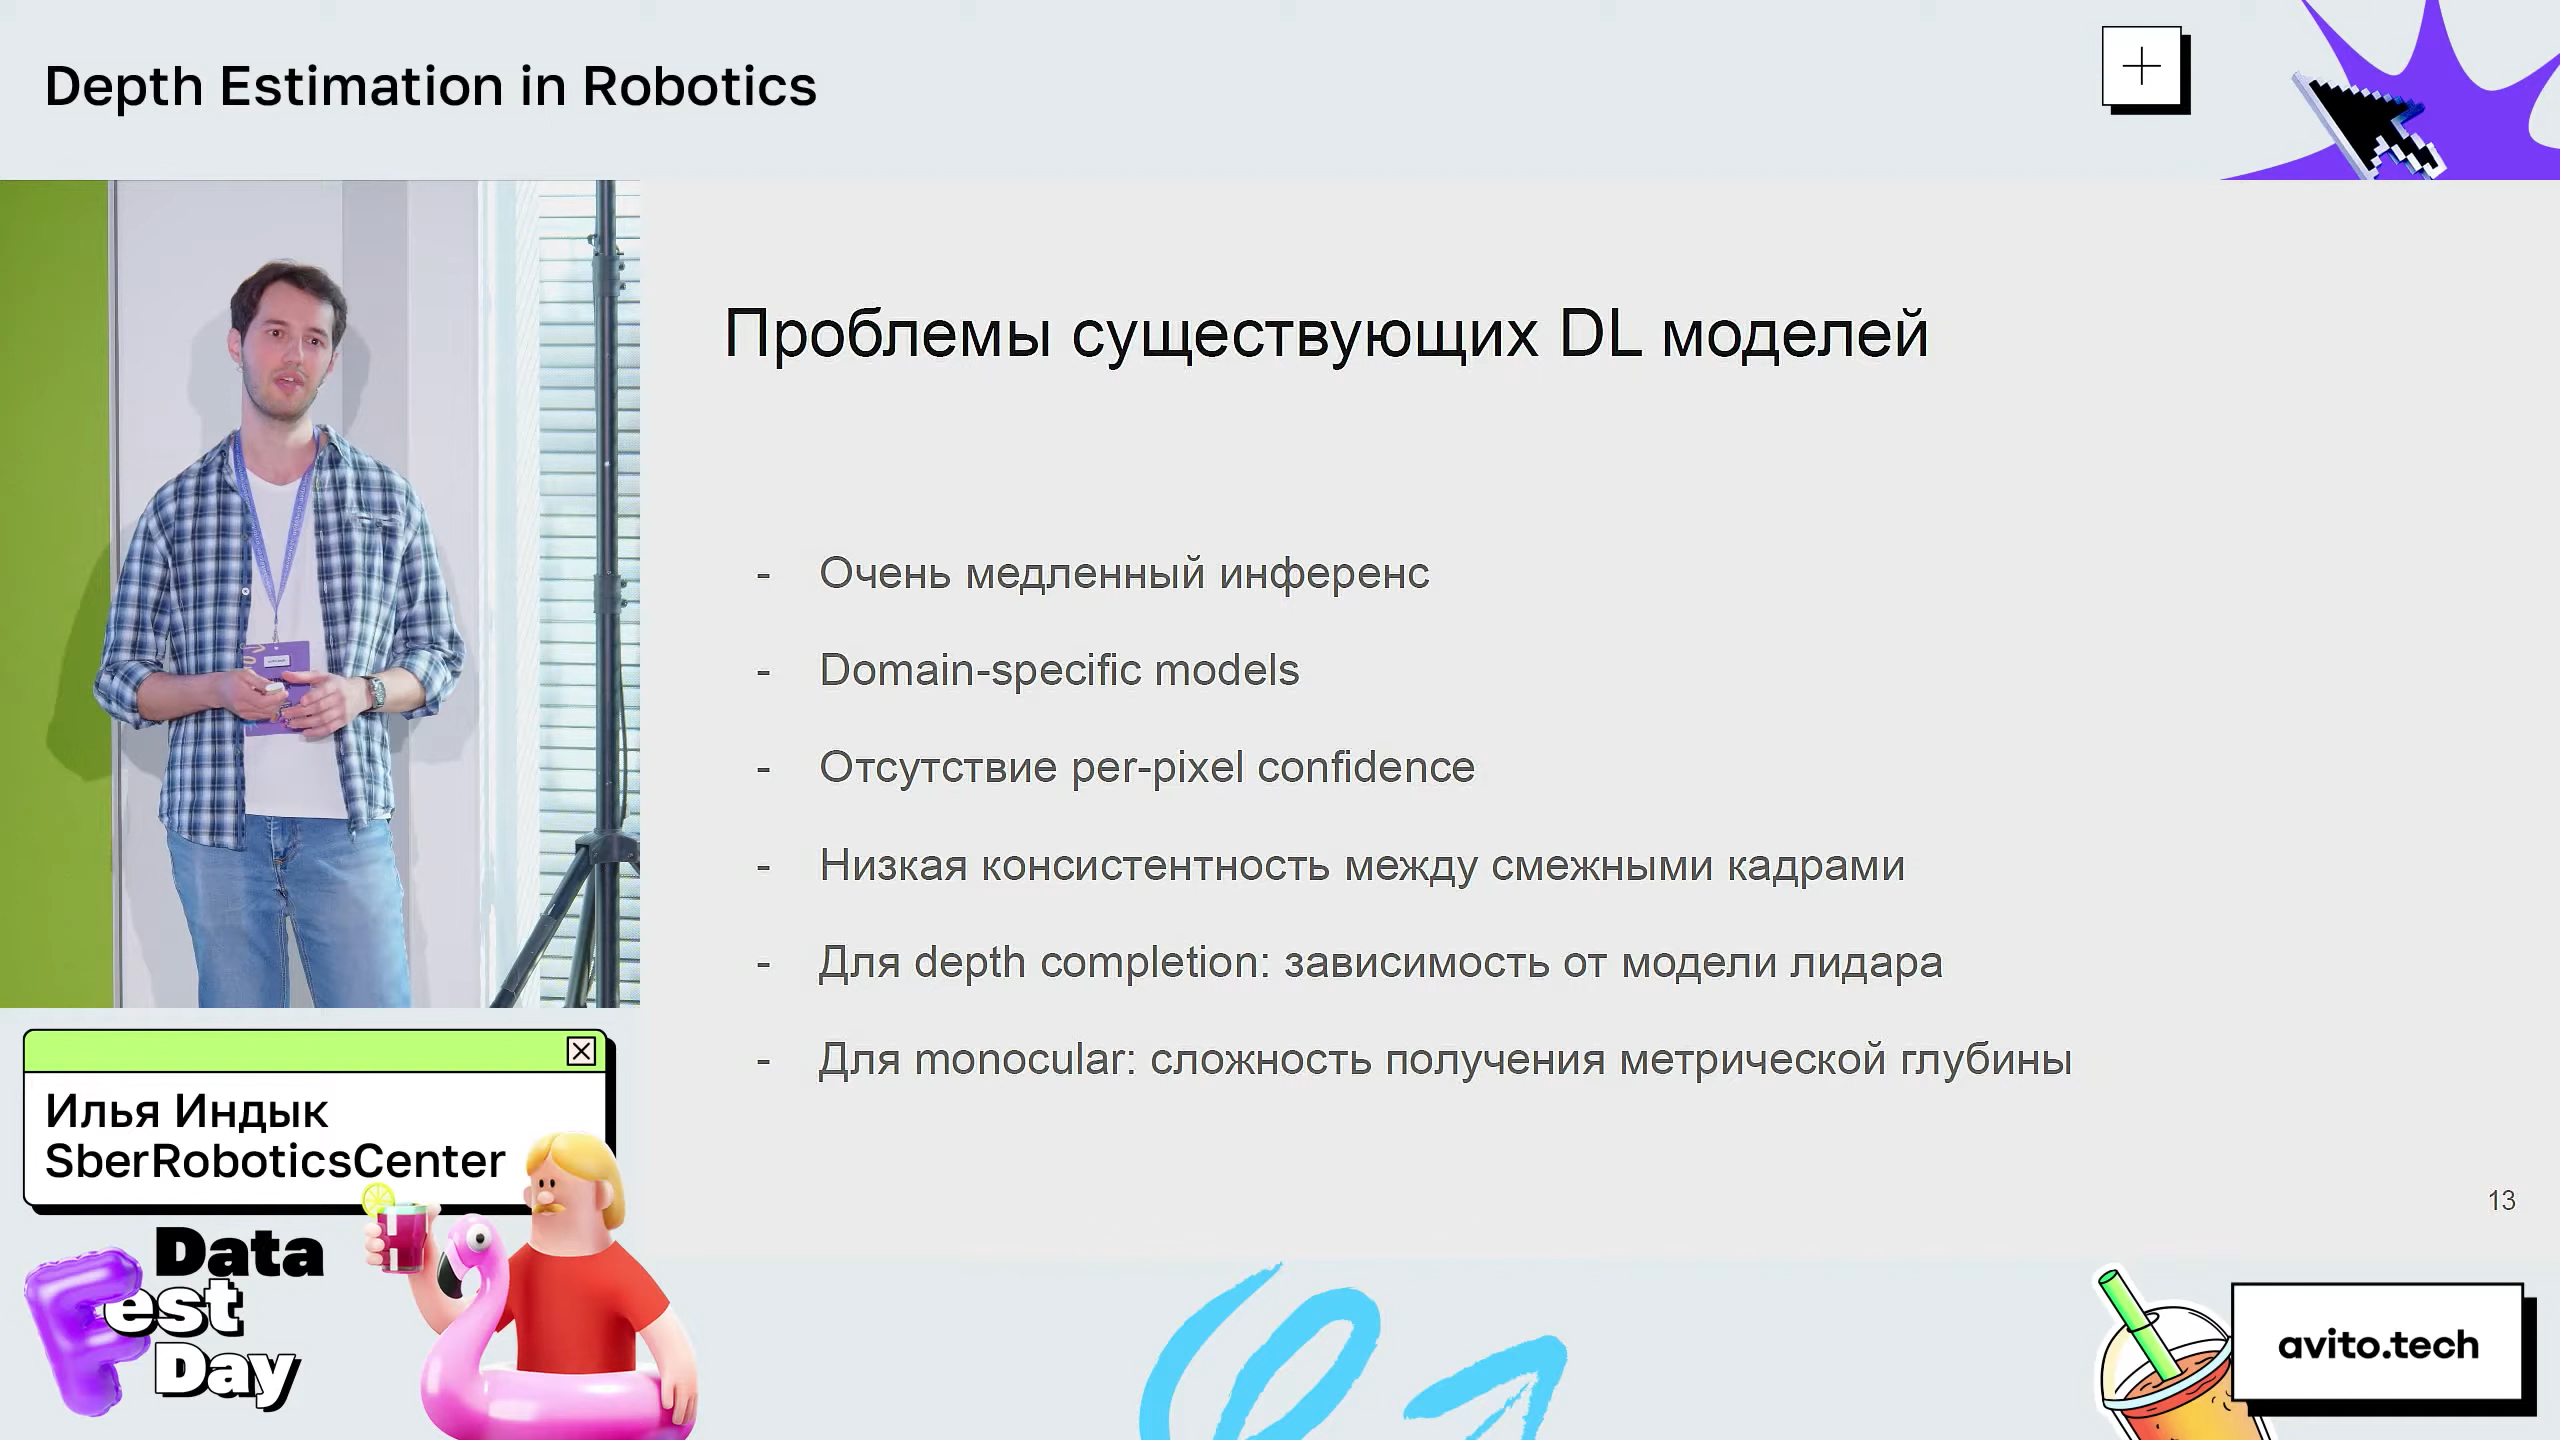 Depth Estimation in Robotics
Проблемы существующих DL моделей
- Очень медленный инференс
- Domain-specific models
- Отсутствие per-pixel confidence
- Низкая консистентность между смежными кадрами
- Для depth completion: зависимость от модели лидара
- Для monocular: сложность получения метрической глубины
13
Илья Индык
SberRoboticsCenter
Data
Fest
Day
avito.tech